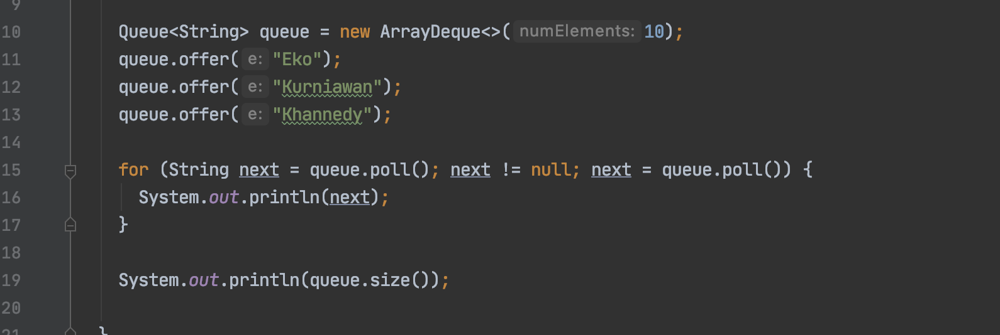 9
10 Queue<String> queue = new ArrayDeque<>( numElements: 10);
11 queue.offer( e: "Eko");
12 queue.offer( e: "Kurniawan");
13 queue.offer( e: "Khannedy");
14
15 for (String next = queue.poll(); next != null; next = queue.poll()) {
16 System.out.println(next);
17 }
18
19 System.out.println(queue.size());
20
21 }